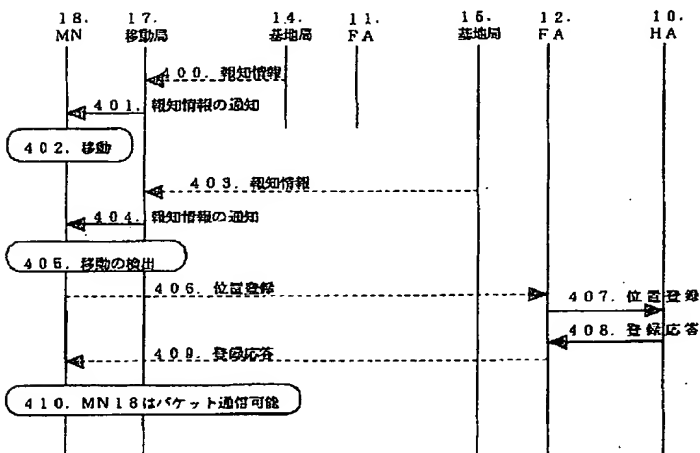 18. 17. 14. 11. 15. 12. 10.
MN 移動局 基地局 FA 基地局 FA HA
400. 報知情報
401. 報知情報の通知
402. 移動
403. 報知情報
404. 報知情報の通知
405. 移動の検出
406. 位置登録
407. 位置登録
408. 登録応答
409. 登録応答
410. MN18はパケット通信可能